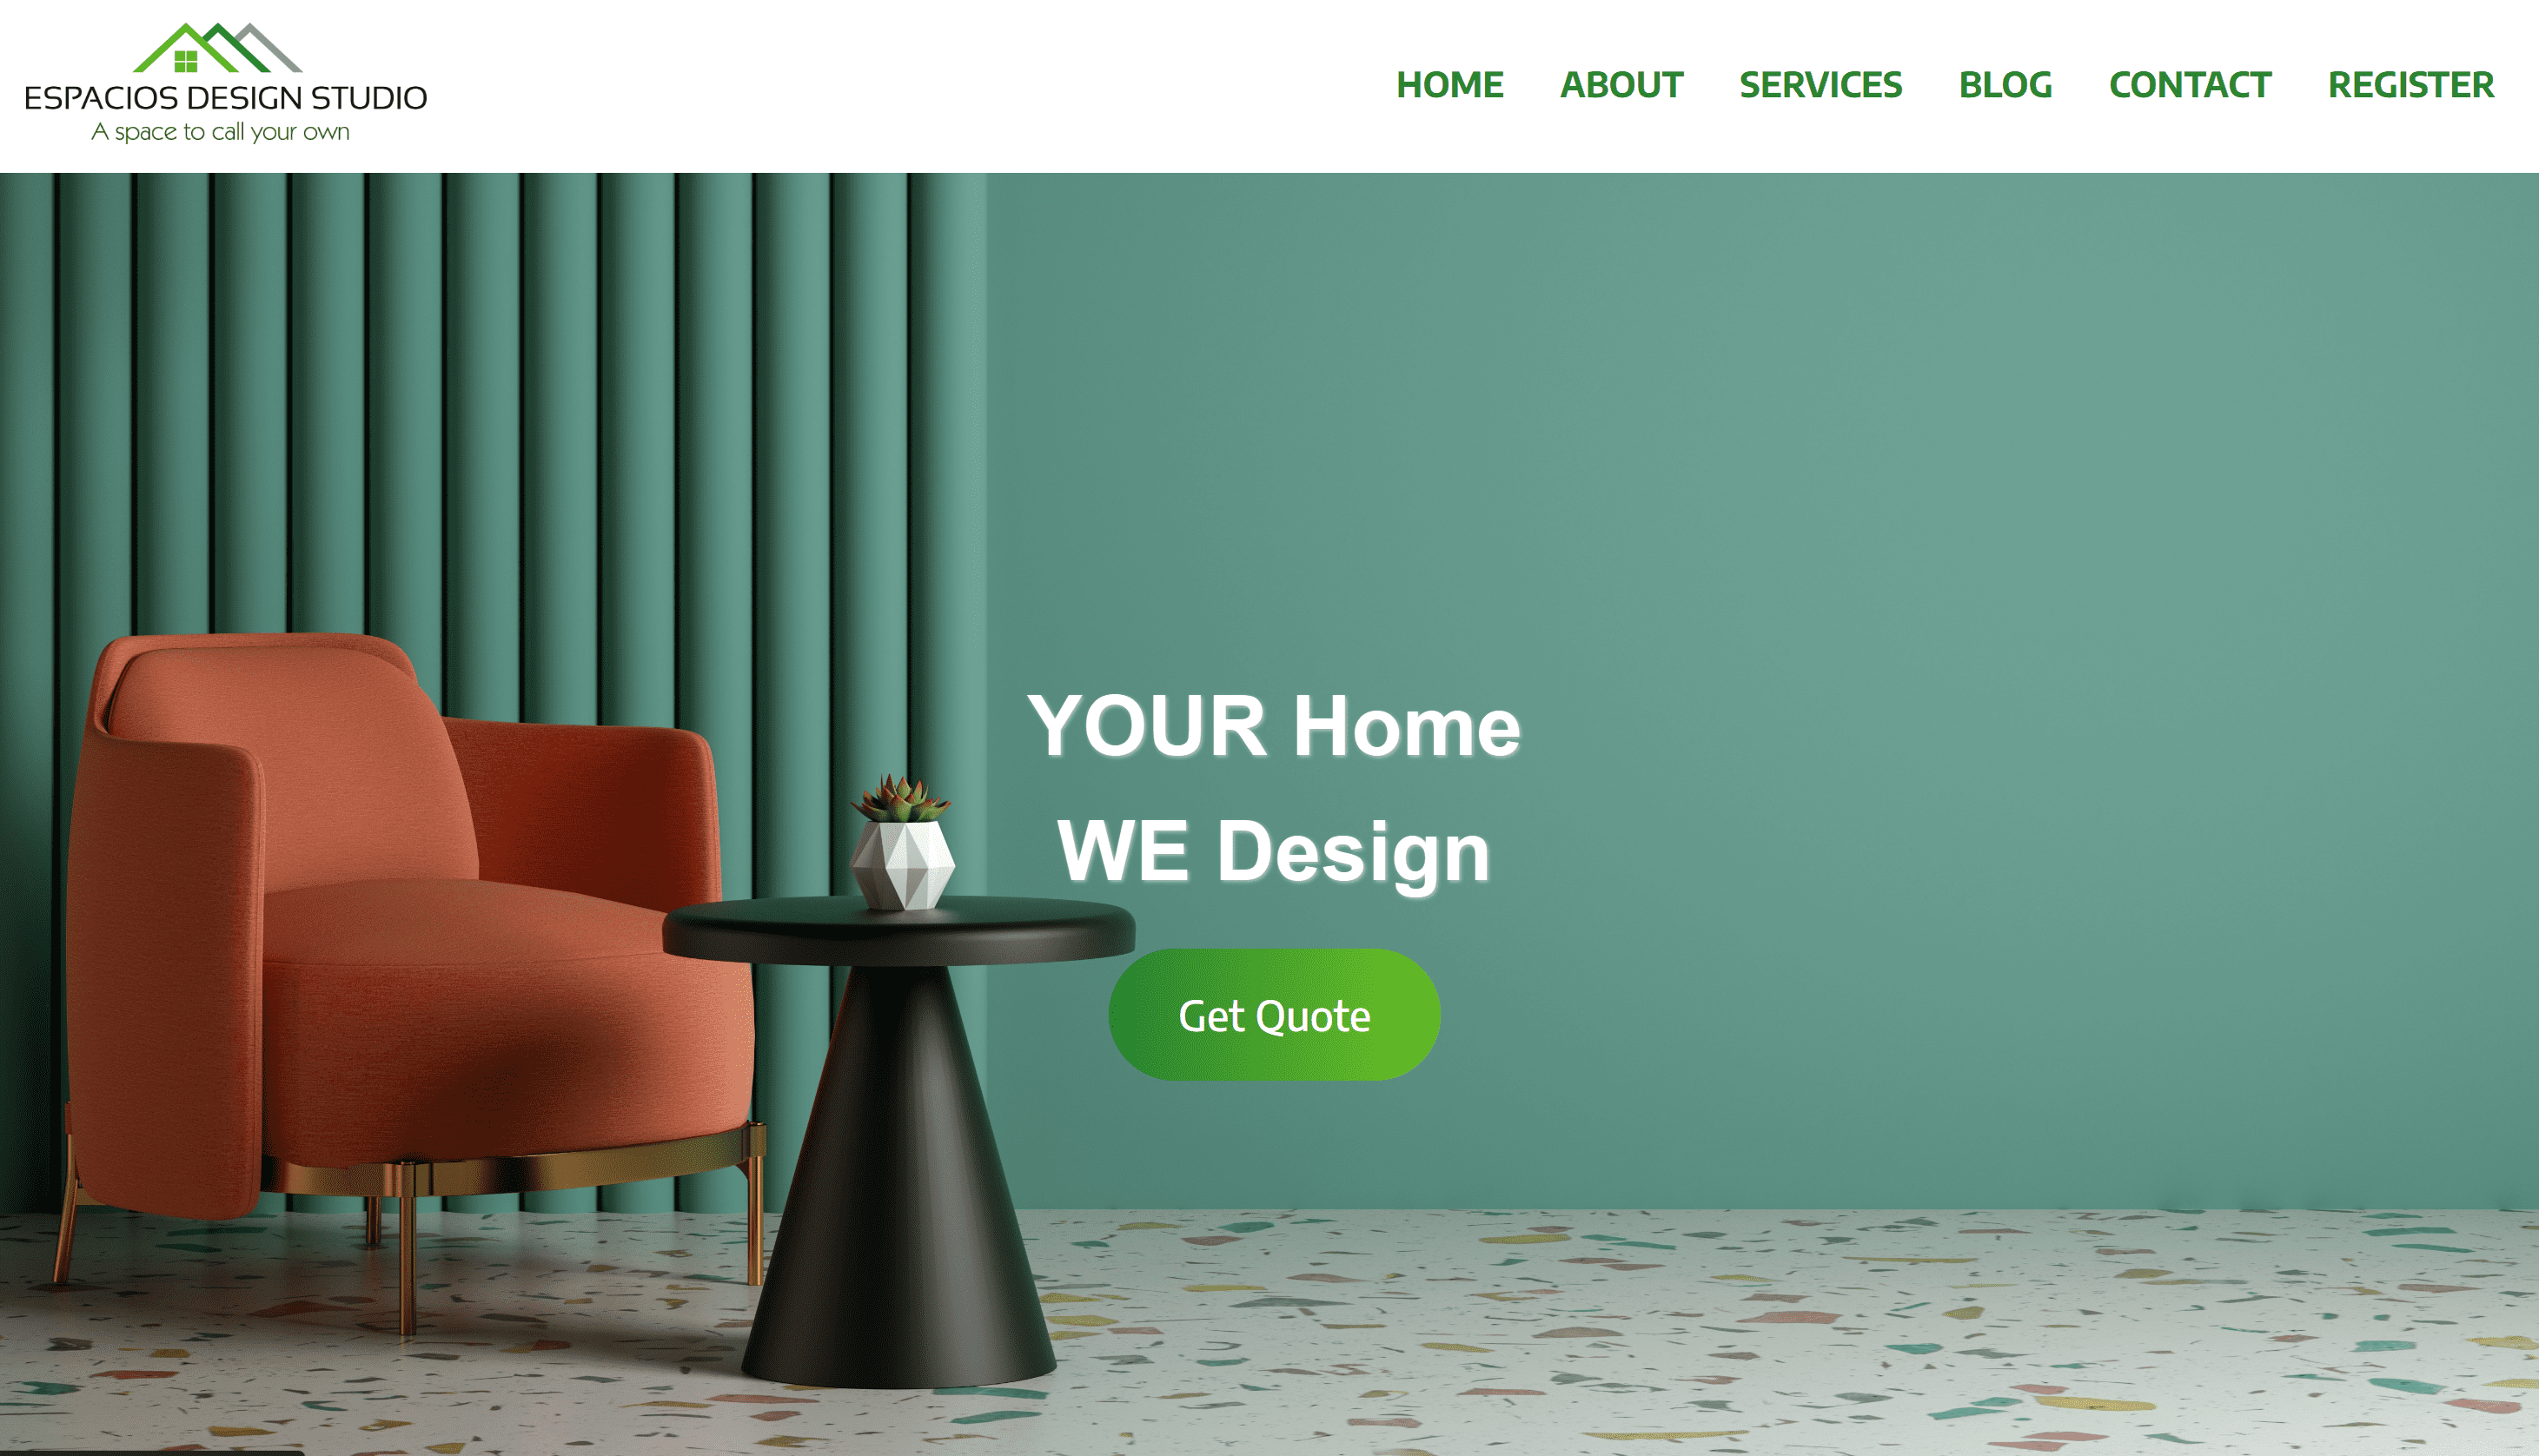 ESPACIOS DESIGN STUDIO
A space to call your own
HOME ABOUT SERVICES BLOG CONTACT REGISTER
YOUR Home
WE Design
Get Quote